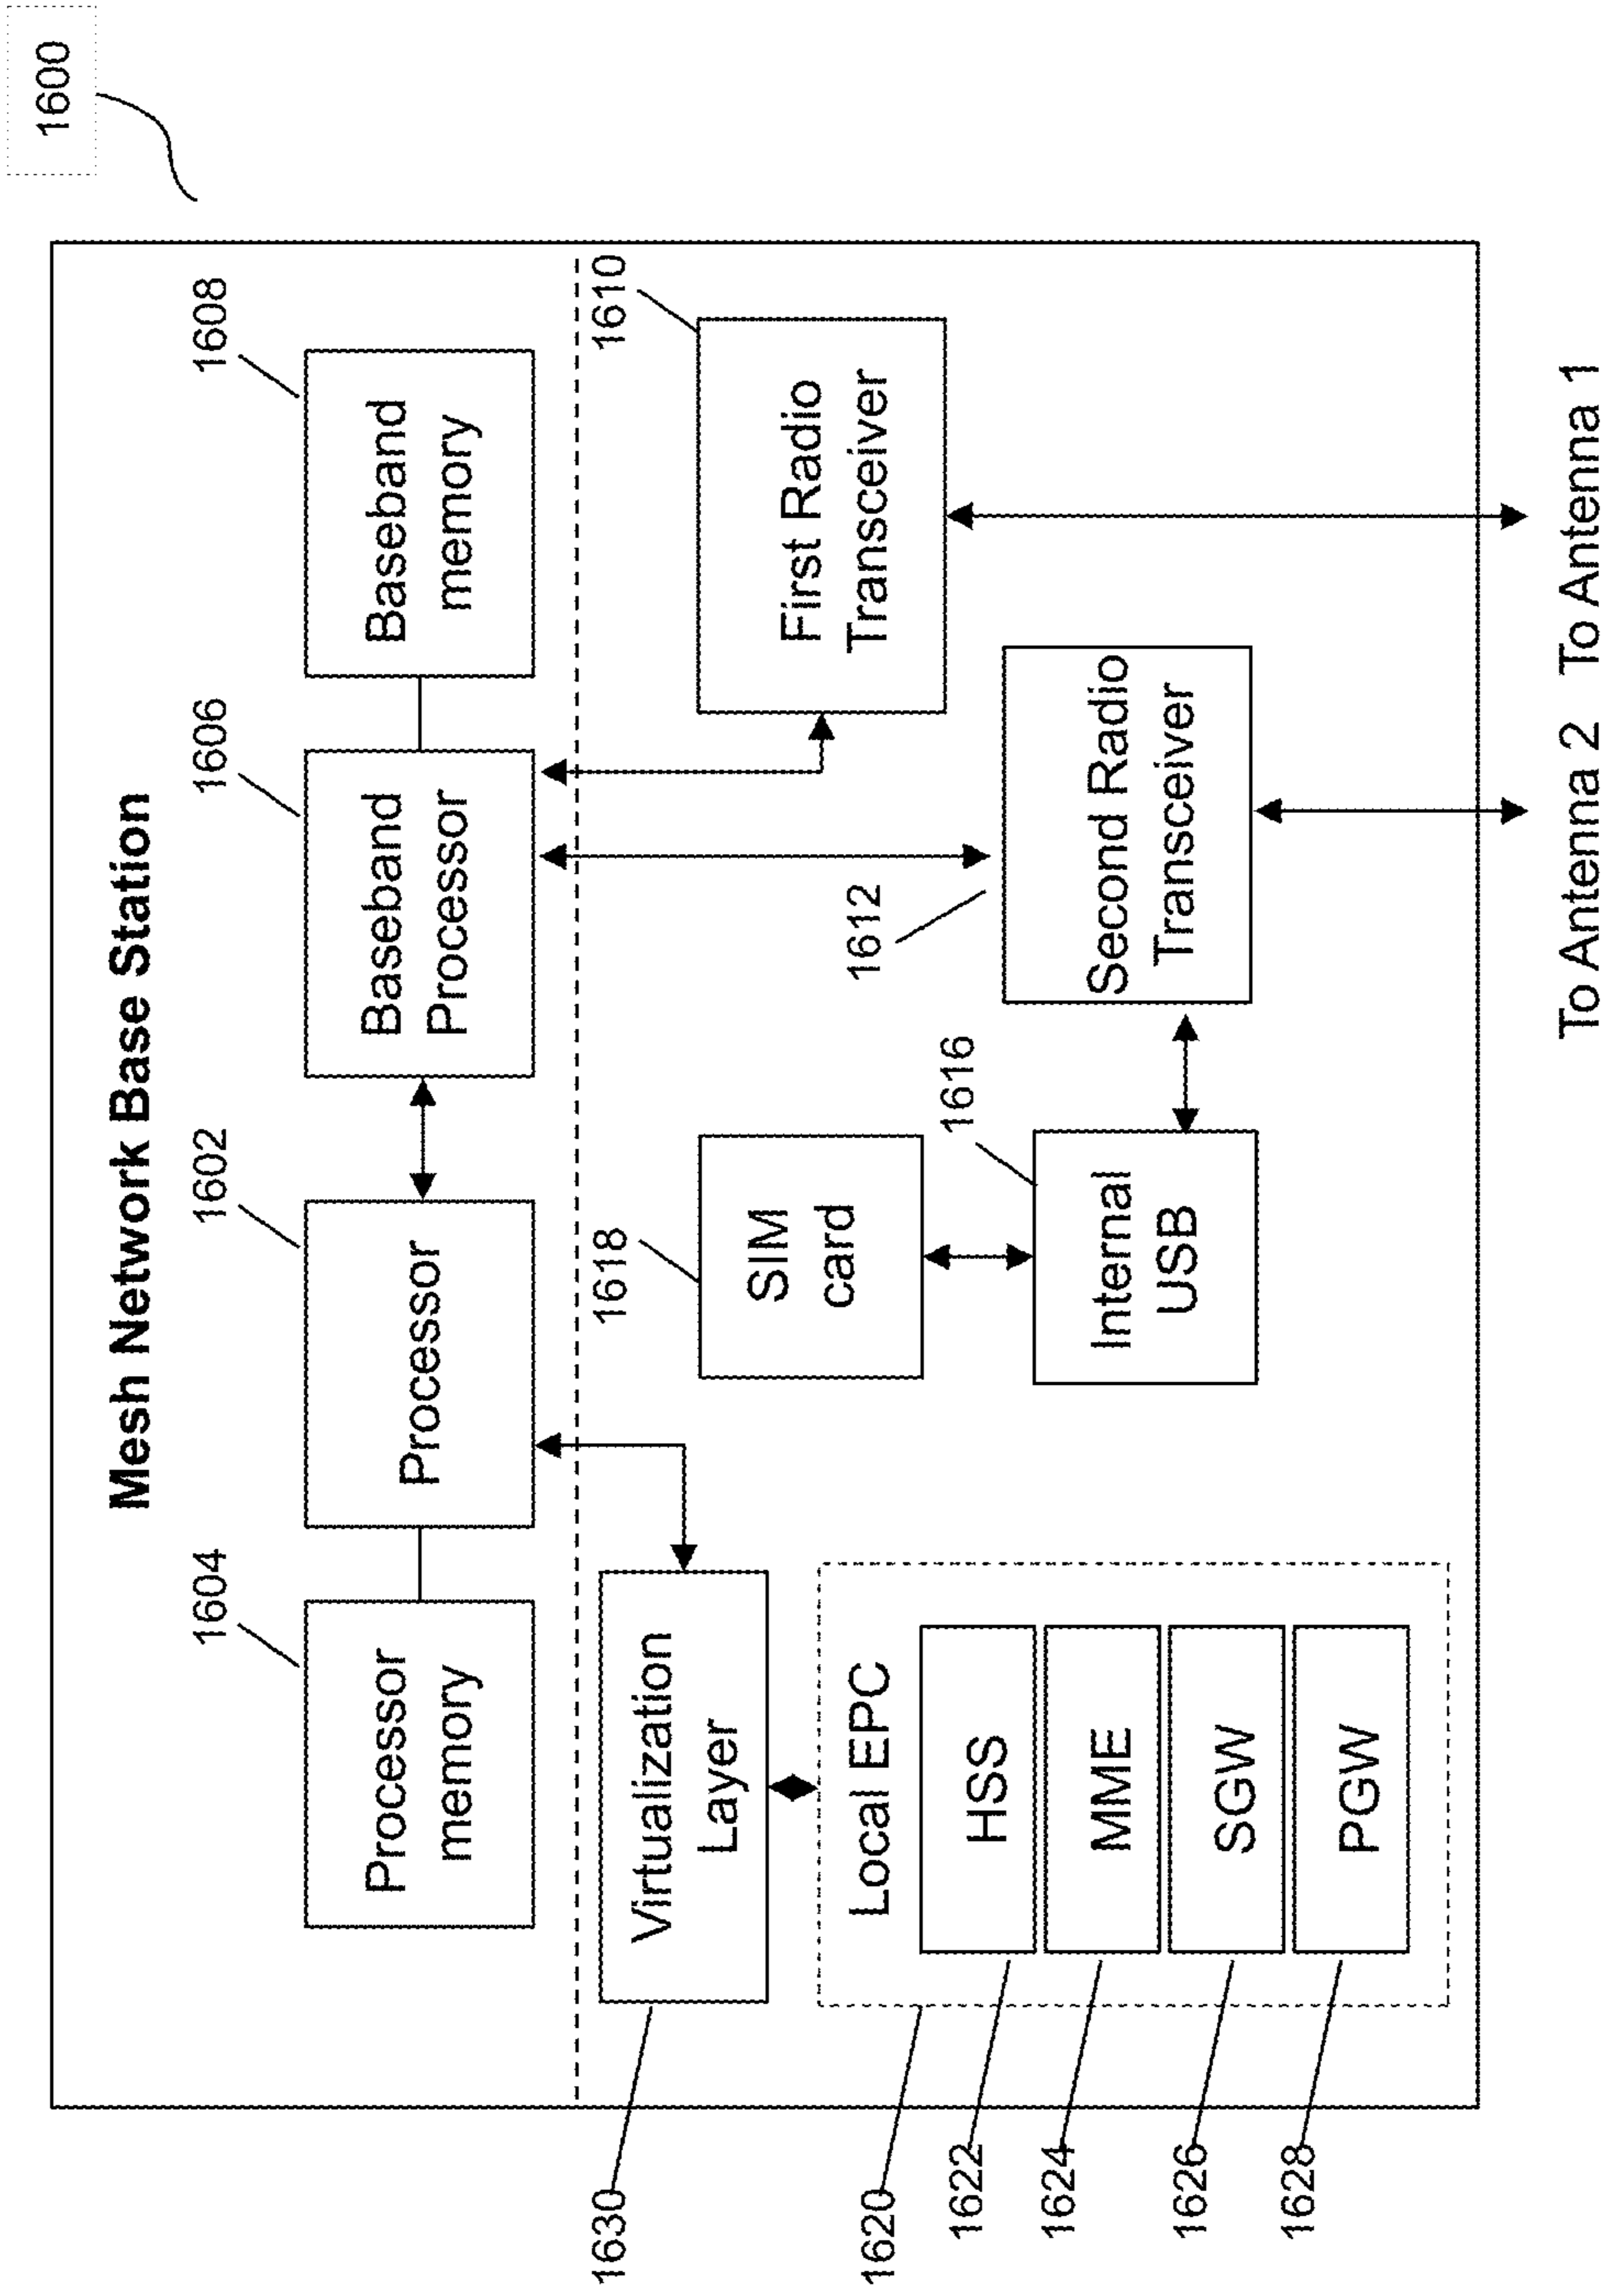 1600
Mesh Network Base Station
1604
1602
1606
1608
Processor
memory
Processor
Baseband
Processor
Baseband
memory
1630
Virtualization
Layer
1618
SIM
card
1612
1610
First Radio
Transceiver
1620
Local EPC
1622
HSS
1624
MME
1626
SGW
1628
PGW
1616
Internal
USB
Second Radio
Transceiver
To Antenna 2
To Antenna 1